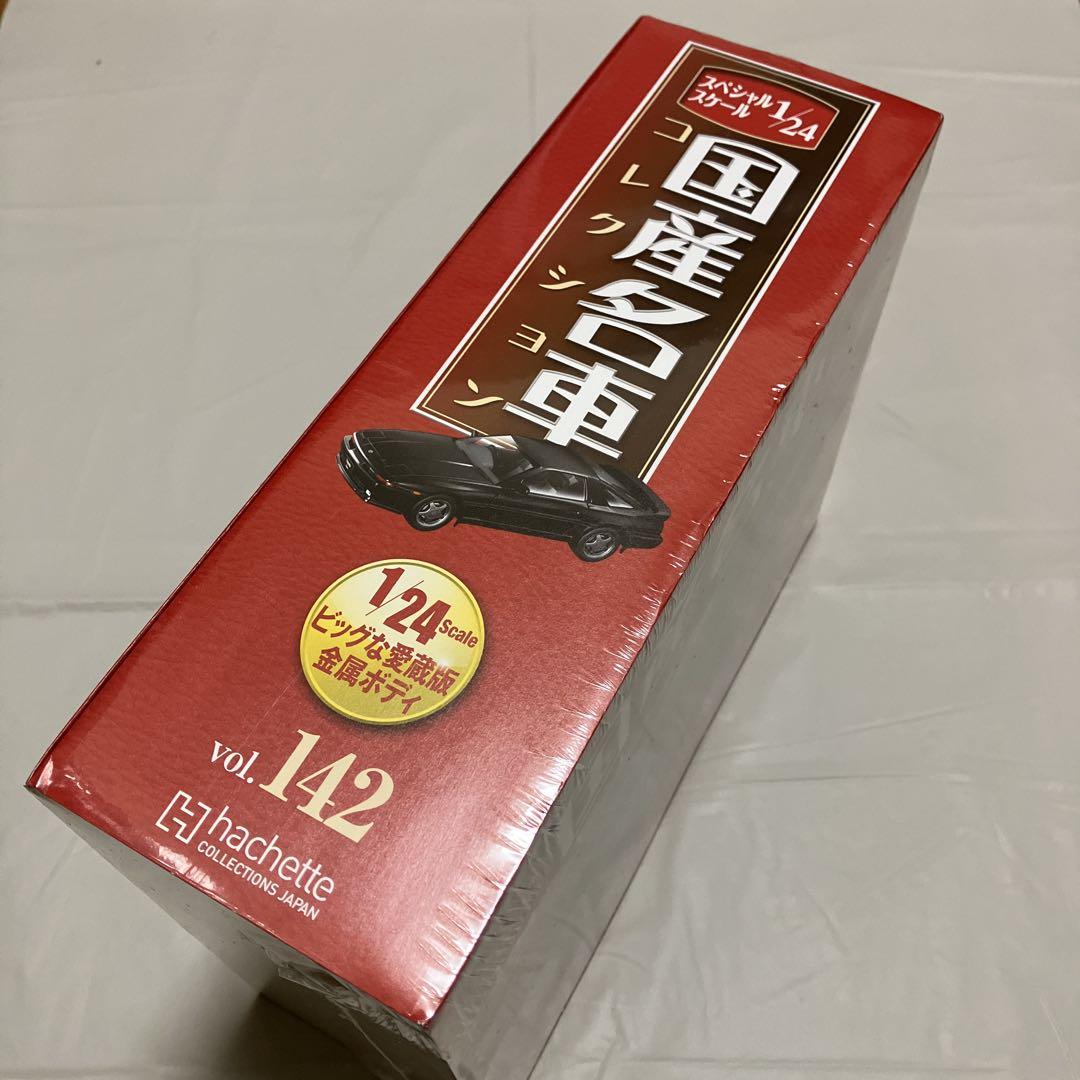 スペシャル
スケール
1/24
国産名車
コレクション
1/24 Scale
ビッグな愛蔵版
金属ボディ
vol. 142
hachette
COLLECTIONS JAPAN